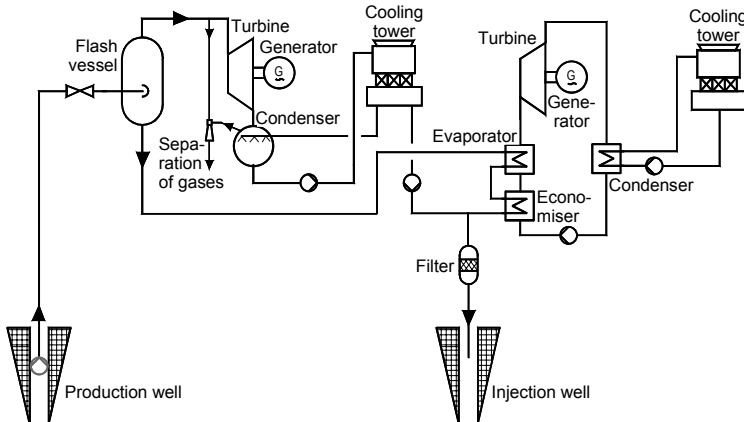 Flash
vessel
Turbine
Generator
G
Condenser
Sepa-
ration
of gases
Cooling
tower
Turbine
G
Gene-
rator
Cooling
tower
Evaporator
Condenser
Econo-
miser
Filter
Production well
Injection well